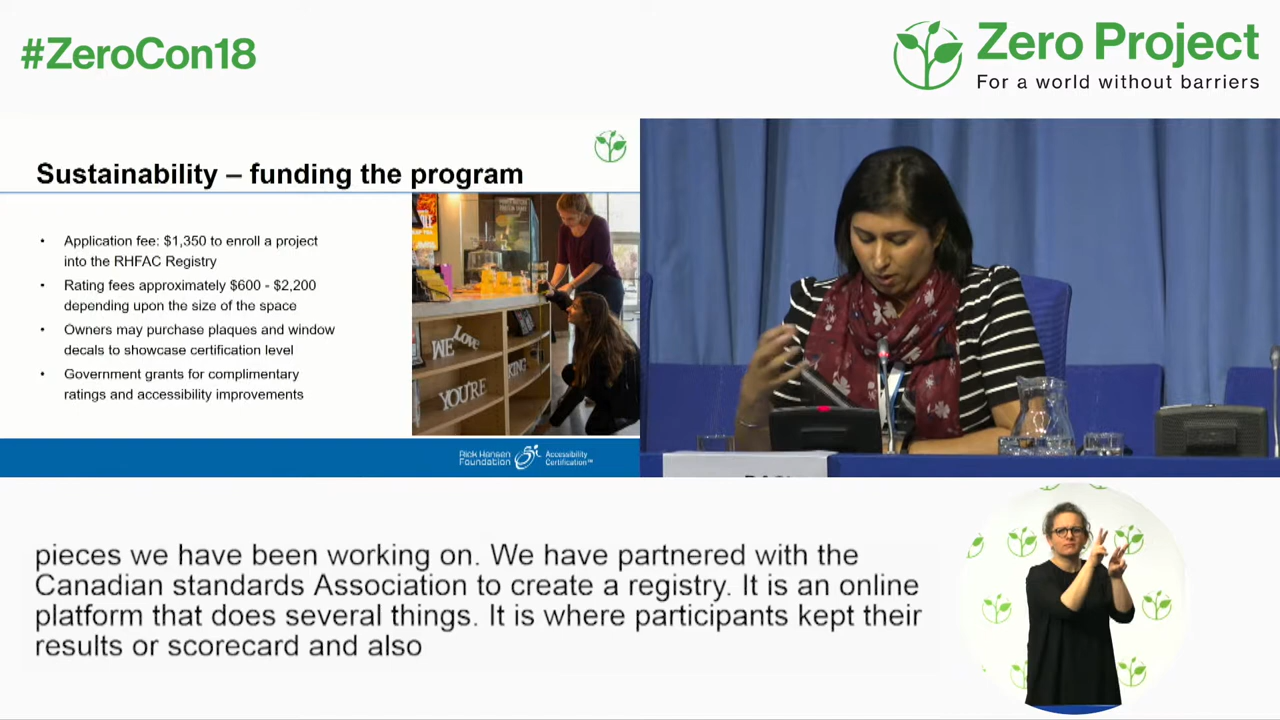 #ZeroCon18
Zero Project
For a world without barriers
Sustainability – funding the program
• Application fee: $1,350 to enroll a project
into the RHFAC Registry
• Rating fees approximately $600 - $2,200
depending upon the size of the space
• Owners may purchase plaques and window
decals to showcase certification level
• Government grants for complimentary
ratings and accessibility improvements
WE Love
YOU'RE
Rick Hansen
Foundation
Accessibility
Certification™
pieces we have been working on. We have partnered with the
Canadian standards Association to create a registry. It is an online
platform that does several things. It is where participants kept their
results or scorecard and also